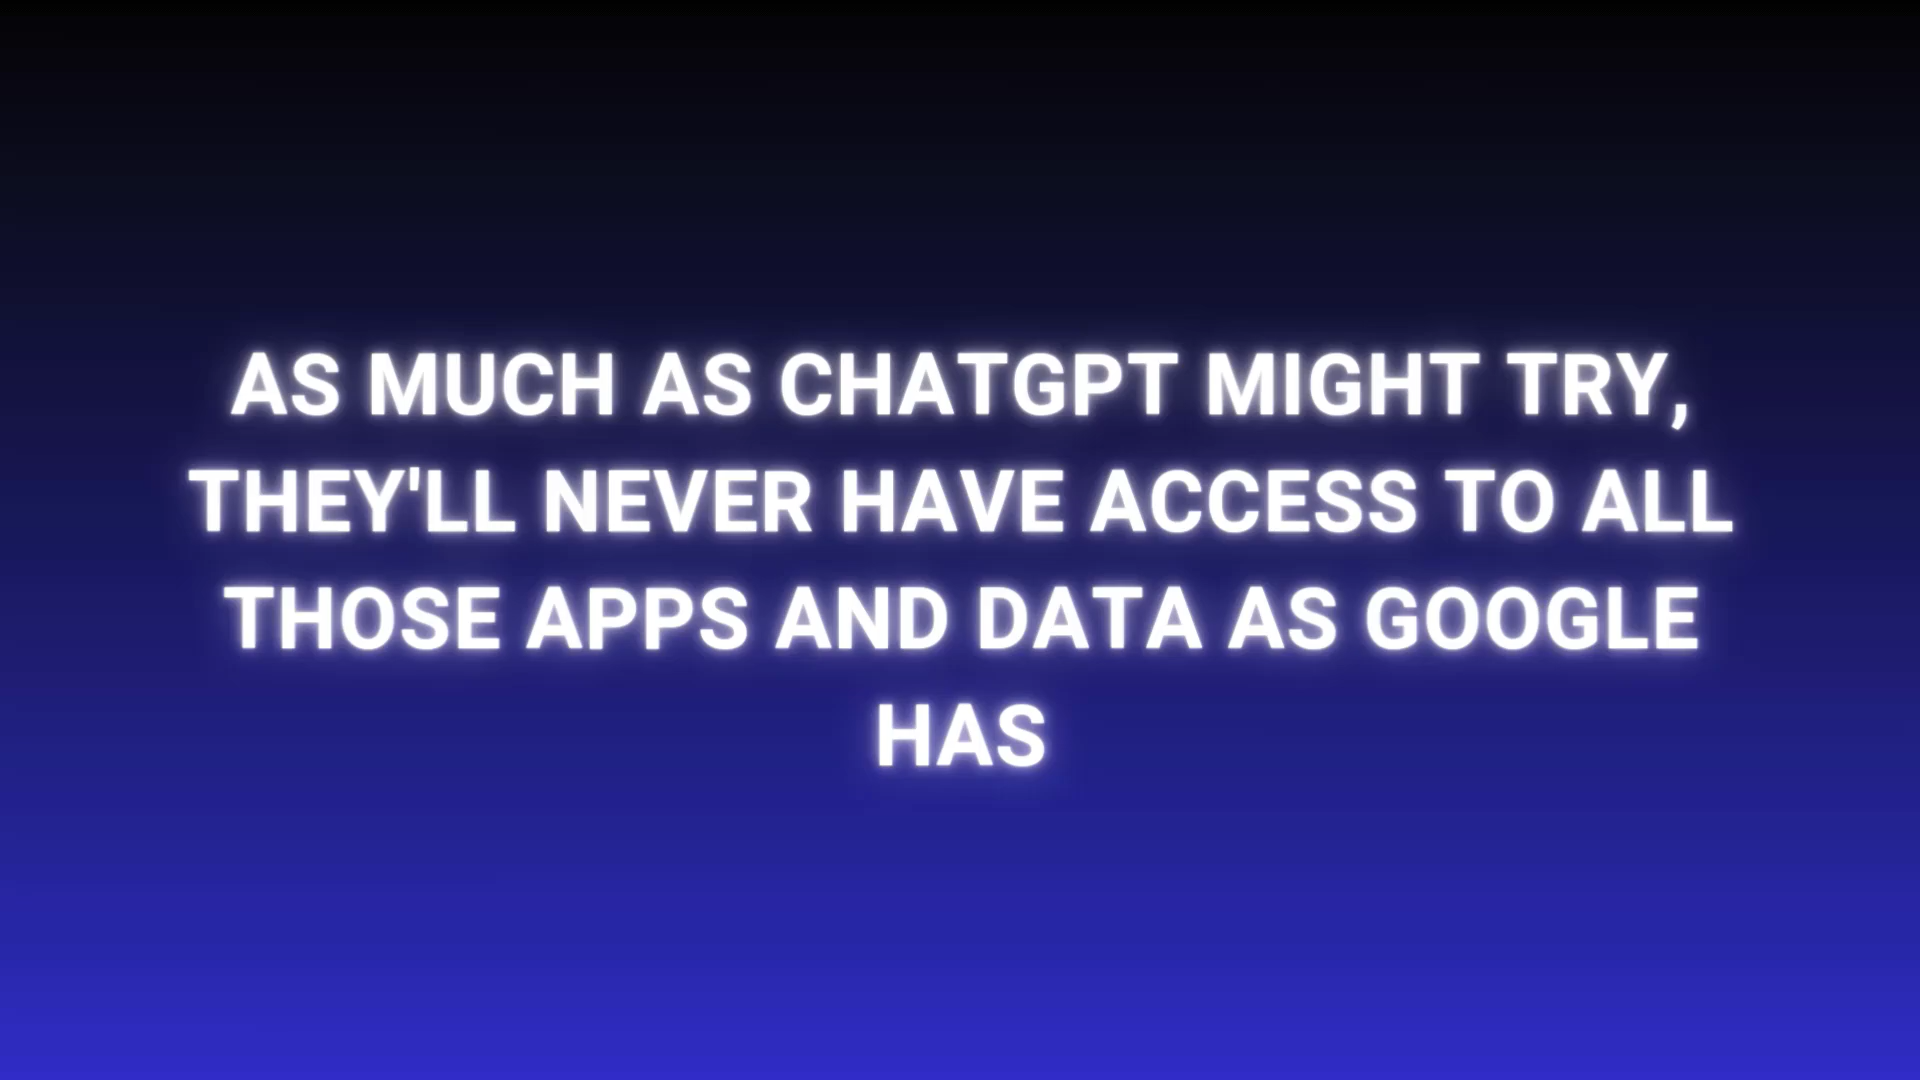 AS MUCH AS CHATGPT MIGHT TRY,
THEY'LL NEVER HAVE ACCESS TO ALL
THOSE APPS AND DATA AS GOOGLE
HAS